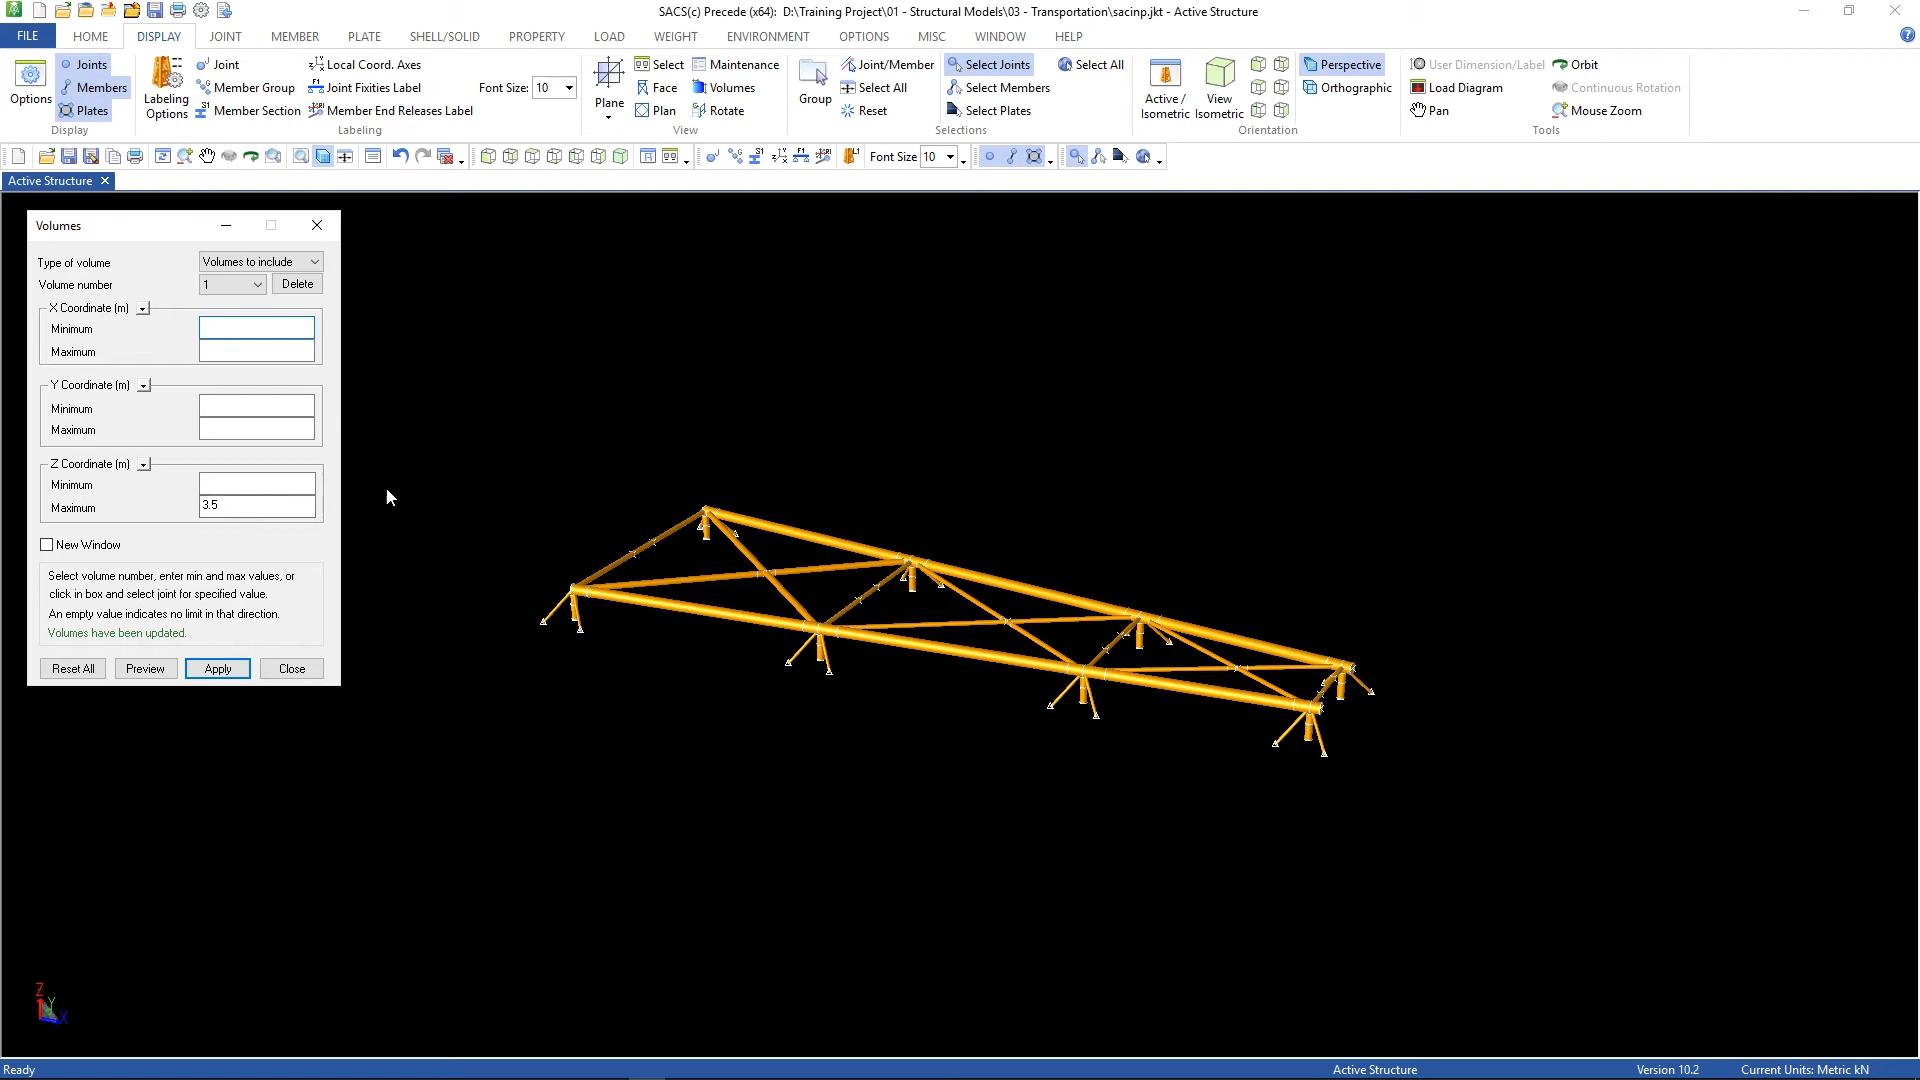 SACS(c) Precede (x64): D:\Training Project\01 - Structural Models\03 - Transportation\sacinp.jkt - Active Structure
FILE HOME DISPLAY JOINT MEMBER PLATE SHELL/SOLID PROPERTY LOAD WEIGHT ENVIRONMENT OPTIONS MISC WINDOW HELP
Joints Joint Local Coord. Axes Select Maintenance Joint/Member Select Joints Select All Perspective User Dimension/Label Orbit
Options Members Labeling Options Member Group Joint Fixities Label Font Size: 10 Plane Face Volumes Group Select All Select Members Active / Isometric View Isometric Orthographic Load Diagram Continuous Rotation
Plates Member Section Member End Releases Label Plan Rotate Reset Select Plates Pan Mouse Zoom
Display Labeling View Selections Orientation Tools
Font Size 10
Active Structure
Volumes
Type of volume Volumes to include
Volume number 1 Delete
X Coordinate (m)
Minimum
Maximum
Y Coordinate (m)
Minimum
Maximum
Z Coordinate (m)
Minimum
Maximum 3.5
New Window
Select volume number, enter min and max values, or
click in box and select joint for specified value.
An empty value indicates no limit in that direction.
Volumes have been updated.
Reset All Preview Apply Close
Z
Y
X
Ready Active Structure Version 10.2 Current Units: Metric kN